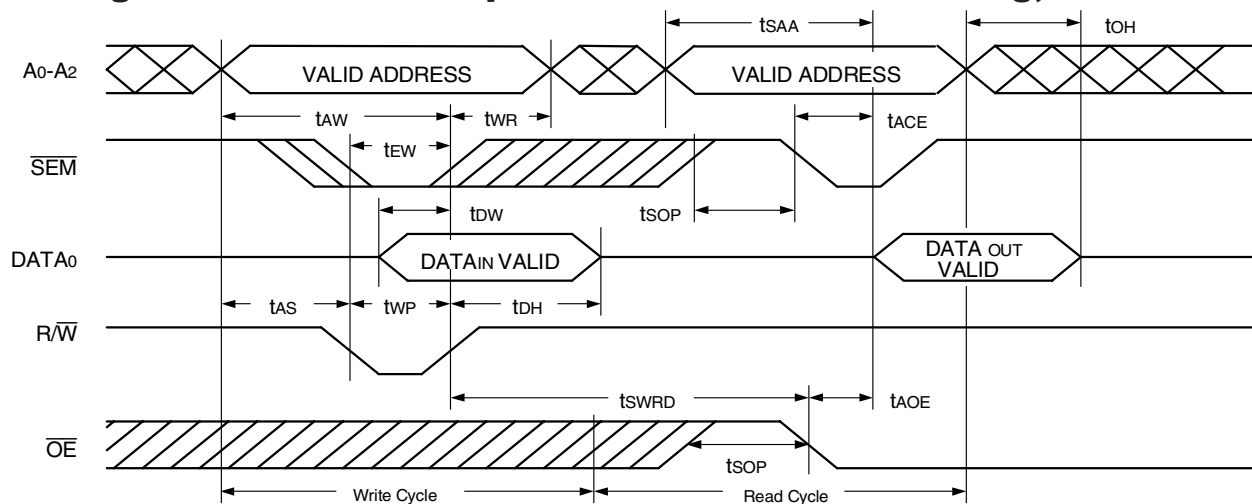 tSAA
tOH
A0-A2
VALID ADDRESS
VALID ADDRESS
tAW
tWR
tACE
tEW
SEM
tDW
tSOP
DATA0
DATAIN VALID
DATA OUT
VALID
tAS
tWP
tDH
R/W
tSWRD
tAOE
OE
tSOP
Write Cycle
Read Cycle